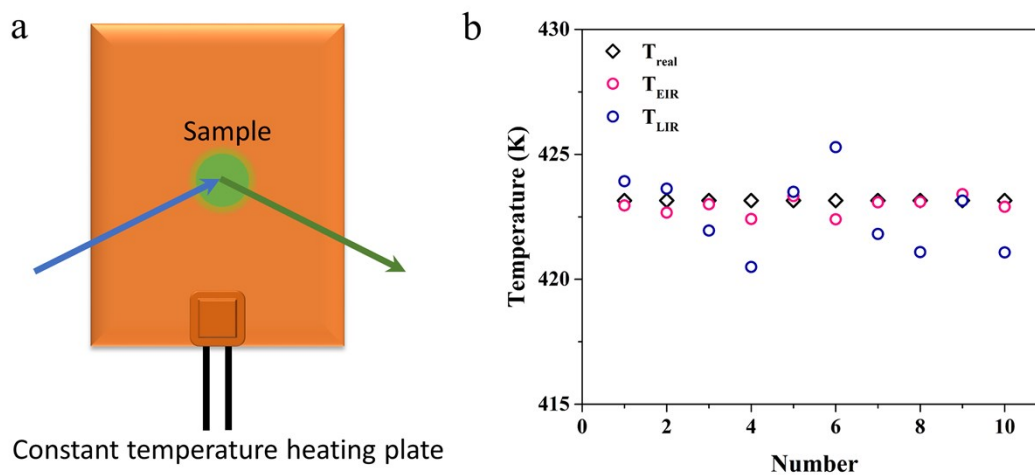 a
Sample
Constant temperature heating plate
b
430
425
420
415
Temperature (K)
T_real
T_EIR
T_LIR
0
2
4
6
8
10
Number